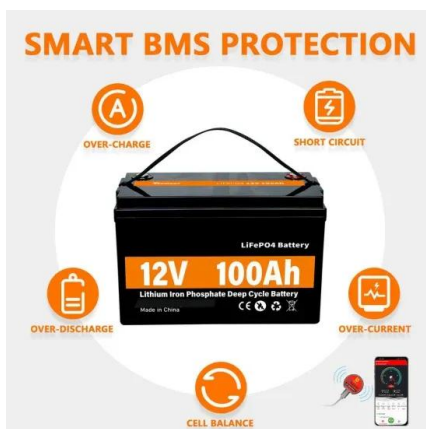 SMART BMS PROTECTION
A
OVER-CHARGE
SHORT CIRCUIT
LiFePO4 Battery
12V 100Ah
Lithium Iron Phosphate Deep Cycle Battery
Made in China
CE
OVER-DISCHARGE
OVER-CURRENT
CELL BALANCE